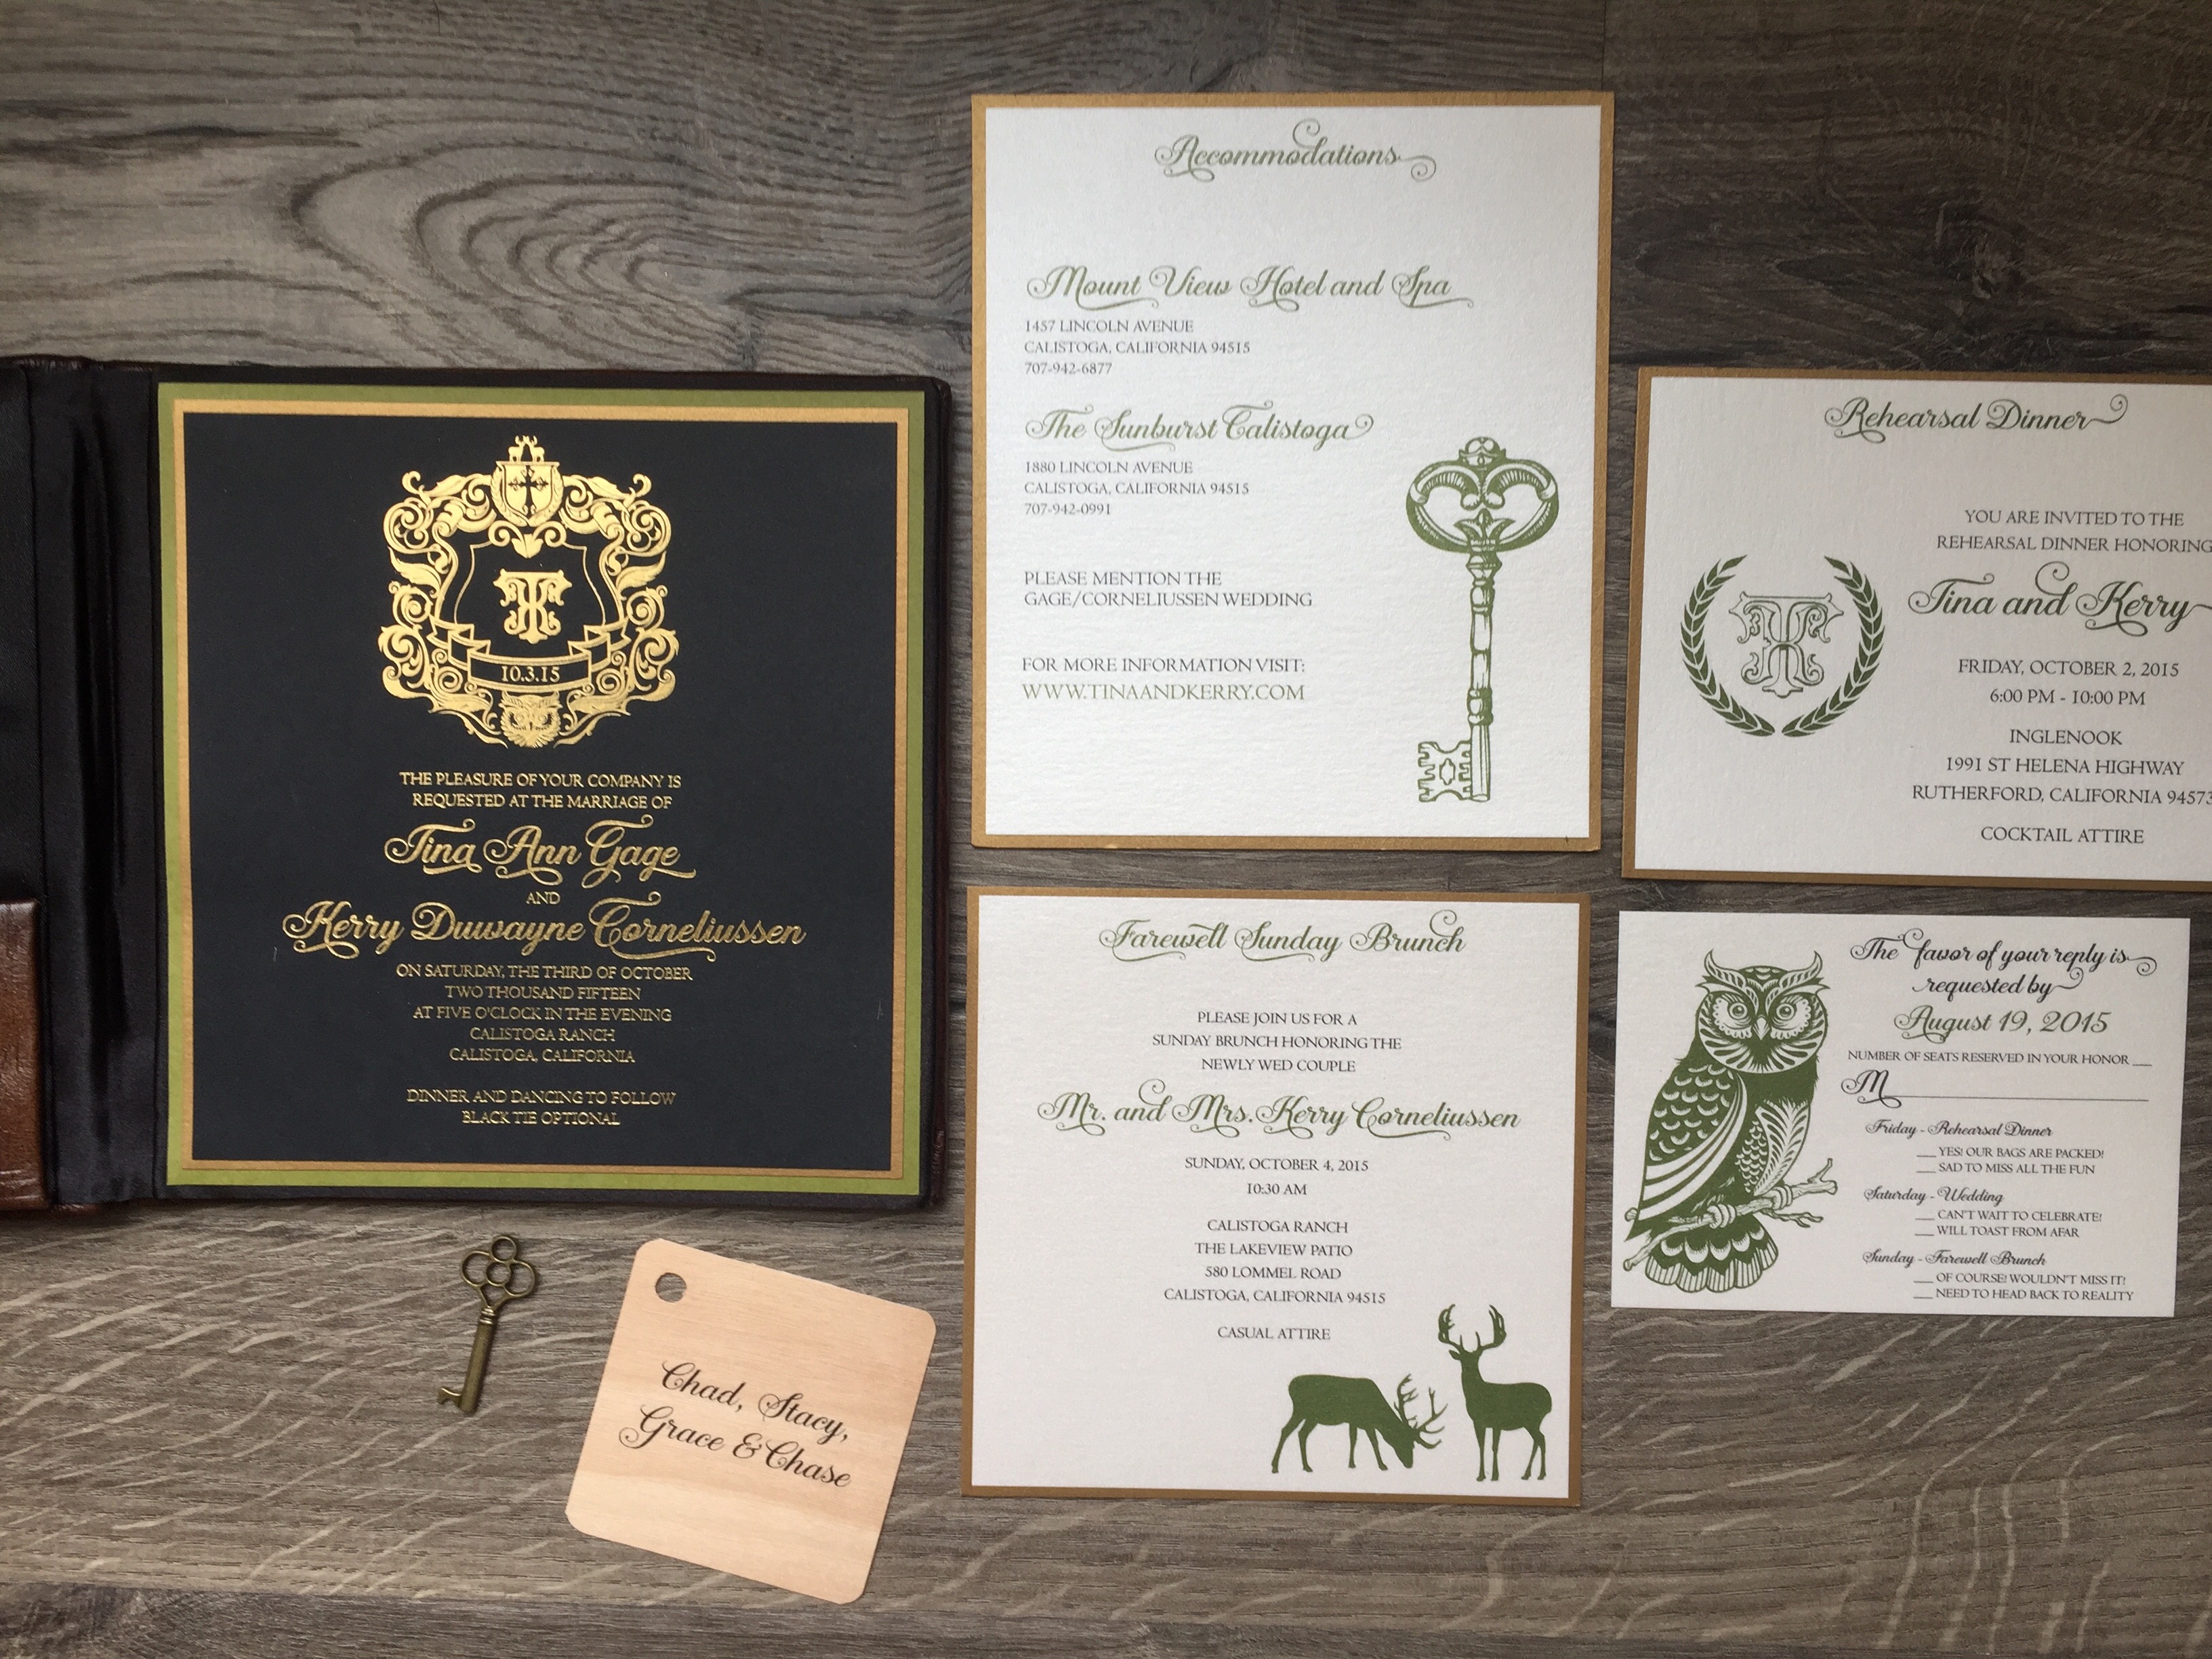 TK
10.3.15
THE PLEASURE OF YOUR COMPANY IS
REQUESTED AT THE MARRIAGE OF
Tina Ann Gage
AND
Kerry Duwayne Corneliussen
ON SATURDAY, THE THIRD OF OCTOBER
TWO THOUSAND FIFTEEN
AT FIVE O'CLOCK IN THE EVENING
CALISTOGA RANCH
CALISTOGA, CALIFORNIA
DINNER AND DANCING TO FOLLOW
BLACK TIE OPTIONAL
Chad, Stacy,
Grace & Chase
Accommodations
Mount View Hotel and Spa
1457 LINCOLN AVENUE
CALISTOGA, CALIFORNIA 94515
707-942-6877
The Sunburst Calistoga
1880 LINCOLN AVENUE
CALISTOGA, CALIFORNIA 94515
707-942-0991
PLEASE MENTION THE
GAGE/CORNELIUSSEN WEDDING
FOR MORE INFORMATION VISIT:
WWW.TINAANDKERRY.COM
Farewell Sunday Brunch
PLEASE JOIN US FOR A
SUNDAY BRUNCH HONORING THE
NEWLY WED COUPLE
Mr. and Mrs. Kerry Corneliussen
SUNDAY, OCTOBER 4, 2015
10:30 AM
CALISTOGA RANCH
THE LAKEVIEW PATIO
580 LOMMEL ROAD
CALISTOGA, CALIFORNIA 94515
CASUAL ATTIRE
Rehearsal Dinner
YOU ARE INVITED TO THE
REHEARSAL DINNER HONORING
TK
Tina and Kerry
FRIDAY, OCTOBER 2, 2015
6:00 PM - 10:00 PM
INGLENOOK
1991 ST HELENA HIGHWAY
RUTHERFORD, CALIFORNIA 94573
COCKTAIL ATTIRE
The favor of your reply is
requested by
August 19, 2015
NUMBER OF SEATS RESERVED IN YOUR HONOR __
M
Friday - Rehearsal Dinner
___ YES! OUR BAGS ARE PACKED!
___ SAD TO MISS ALL THE FUN
Saturday - Wedding
___ CAN'T WAIT TO CELEBRATE!
___ WILL TOAST FROM AFAR
Sunday - Farewell Brunch
___ OF COURSE! WOULDN'T MISS IT!
___ NEED TO HEAD BACK TO REALITY